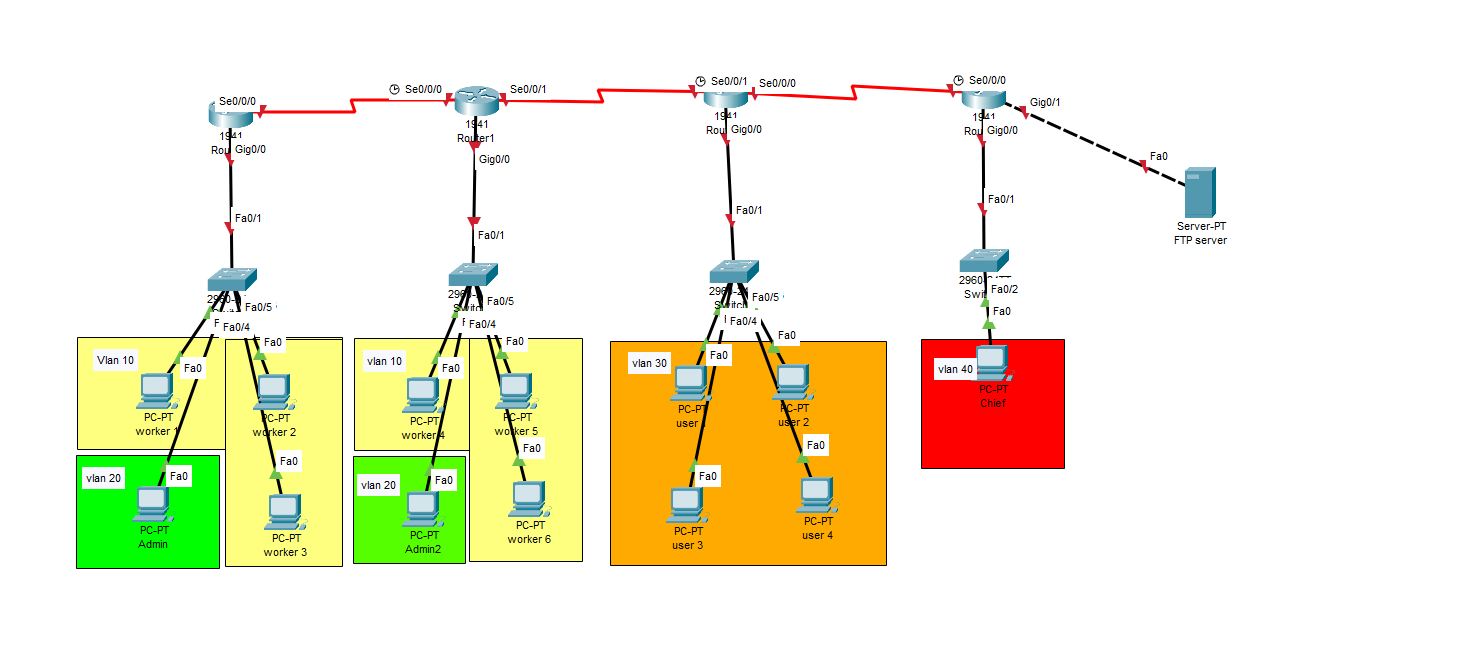 Se0/0/0
Se0/0/0
Se0/0/1
Se0/0/1
Se0/0/0
Se0/0/0
Gig0/1
1941
1941
Router1
1941
1941
Gig0/0
Gig0/0
Gig0/0
Gig0/0
Fa0
Fa0/1
Fa0/1
Fa0/1
Fa0/1
Server-PT
FTP server
Fa0/5
Fa0/4
Fa0/5
Fa0/4
Fa0/5
Fa0/4
Fa0/2
Fa0
Vlan 10
Fa0
Fa0
PC-PT
worker 1
PC-PT
worker 2
vlan 20
Fa0
Fa0
PC-PT
Admin
PC-PT
worker 3
vlan 10
Fa0
Fa0
PC-PT
worker 4
PC-PT
worker 5
vlan 20
Fa0
Fa0
PC-PT
Admin2
PC-PT
worker 6
vlan 30
Fa0
Fa0
PC-PT
user
PC-PT
user 2
Fa0
Fa0
PC-PT
user 3
PC-PT
user 4
vlan 40
PC-PT
Chief